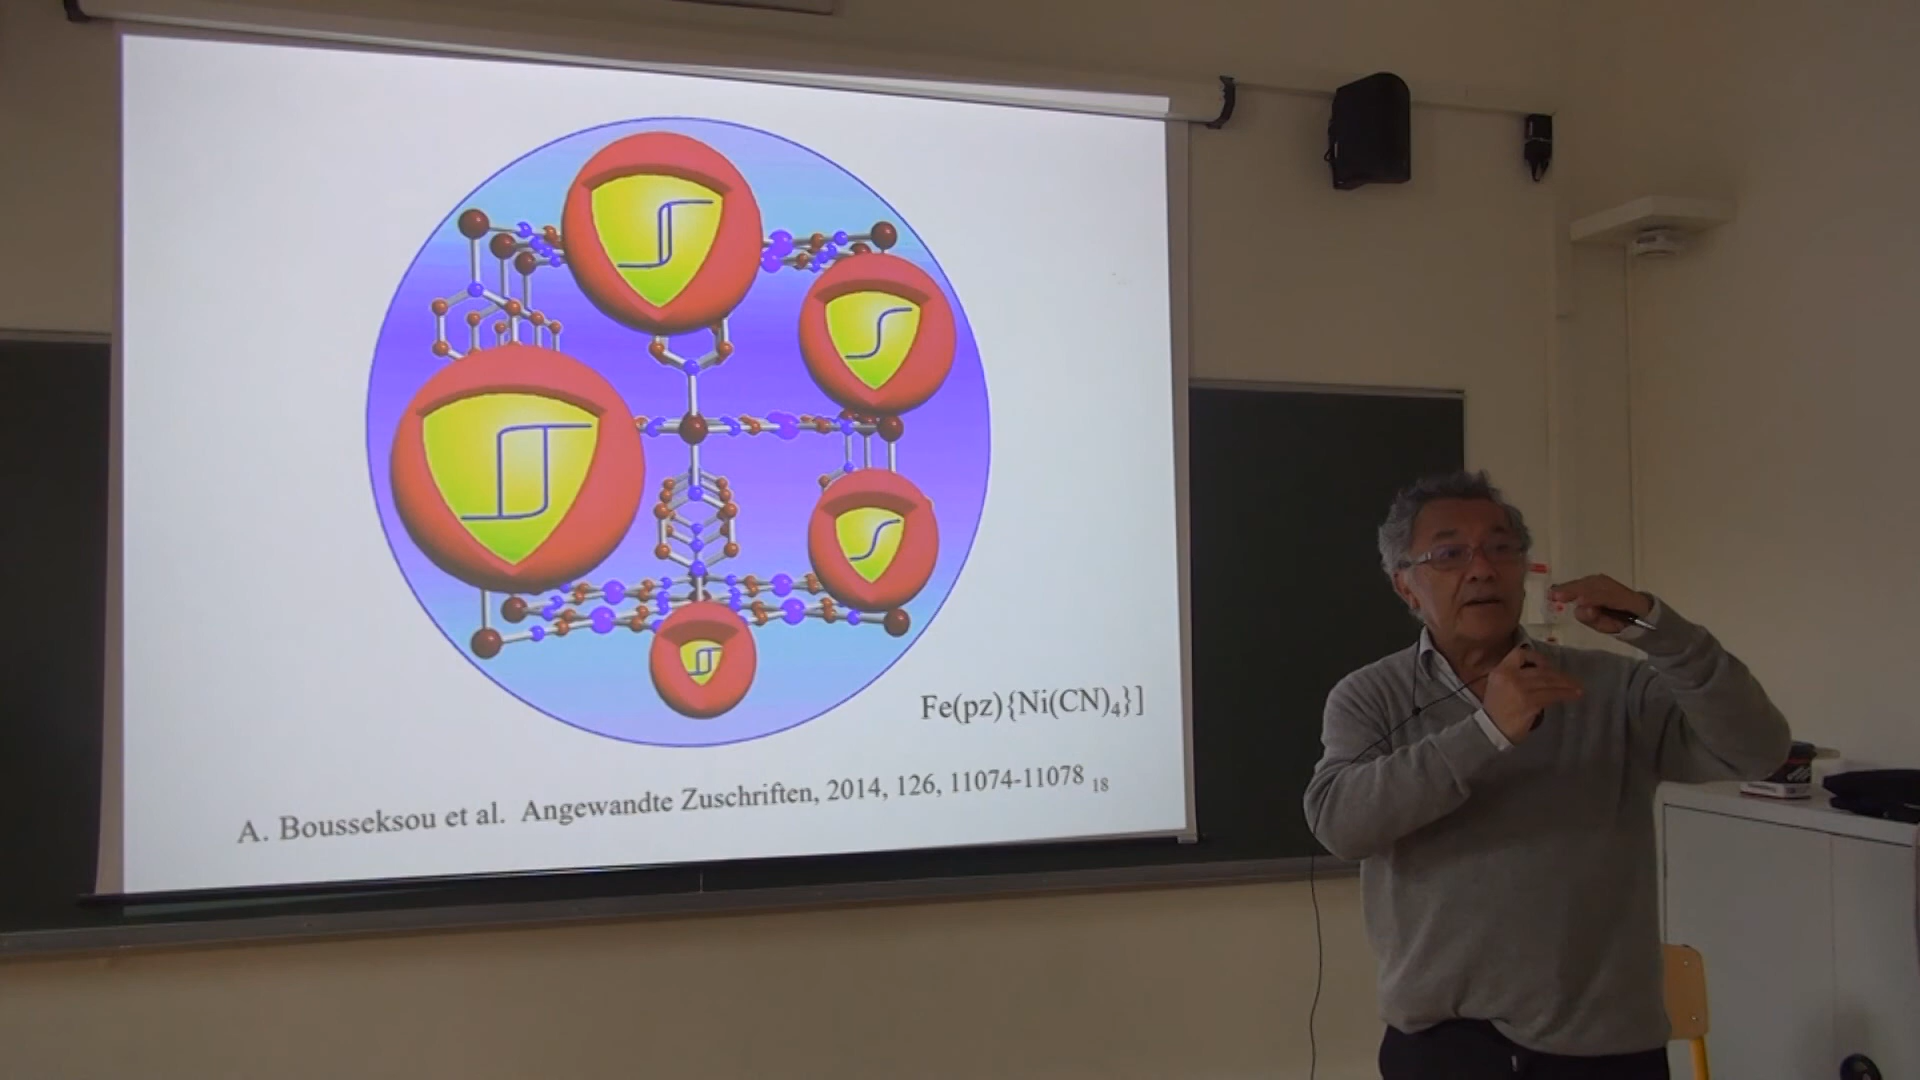 Fe(pz){Ni(CN)₄}]
A. Bousseksou et al. Angewandte Zuschriften, 2014, 126, 11074-11078
18